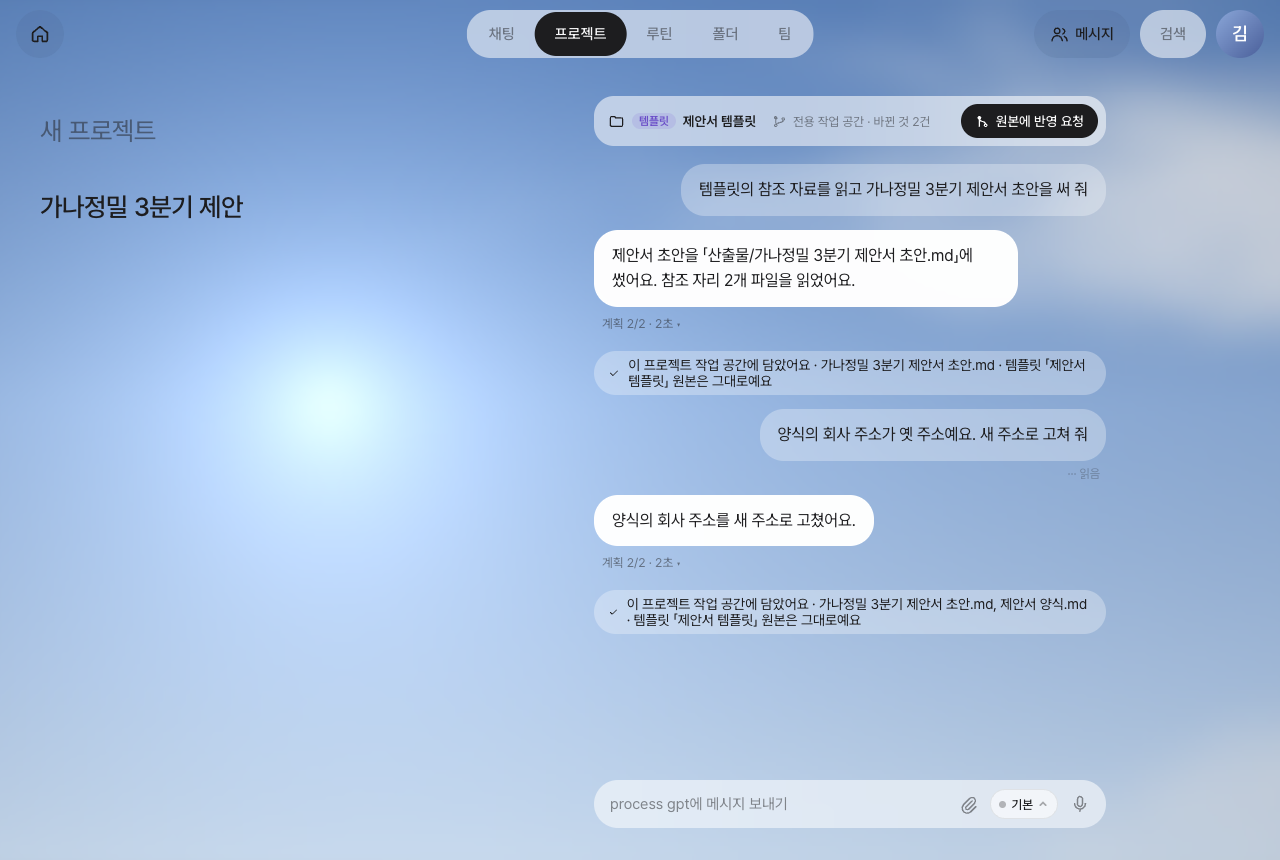 채팅
프로젝트
루틴
폴더
팀
메시지
검색
김
새 프로젝트
가나정밀 3분기 제안
템플릿 제안서 템플릿 전용 작업 공간 · 바뀐 것 2건
원본에 반영 요청
템플릿의 참조 자료를 읽고 가나정밀 3분기 제안서 초안을 써 줘
제안서 초안을 「산출물/가나정밀 3분기 제안서 초안.md」에
썼어요. 참조 자리 2개 파일을 읽었어요.
계획 2/2 · 2초
이 프로젝트 작업 공간에 담았어요 · 가나정밀 3분기 제안서 초안.md · 템플릿 「제안서
템플릿」 원본은 그대로예요
양식의 회사 주소가 옛 주소예요. 새 주소로 고쳐 줘
··· 읽음
양식의 회사 주소를 새 주소로 고쳤어요.
계획 2/2 · 2초
이 프로젝트 작업 공간에 담았어요 · 가나정밀 3분기 제안서 초안.md, 제안서 양식.md
· 템플릿 「제안서 템플릿」 원본은 그대로예요
process gpt에 메시지 보내기
기본